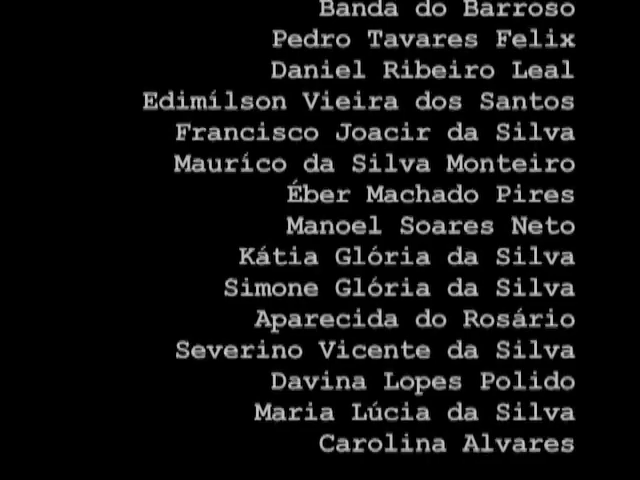 Banda do Barroso
Pedro Tavares Felix
Daniel Ribeiro Leal
Edimílson Vieira dos Santos
Francisco Joacir da Silva
Mauríco da Silva Monteiro
Éber Machado Pires
Manoel Soares Neto
Kátia Glória da Silva
Simone Glória da Silva
Aparecida do Rosário
Severino Vicente da Silva
Davina Lopes Polido
Maria Lúcia da Silva
Carolina Alvares